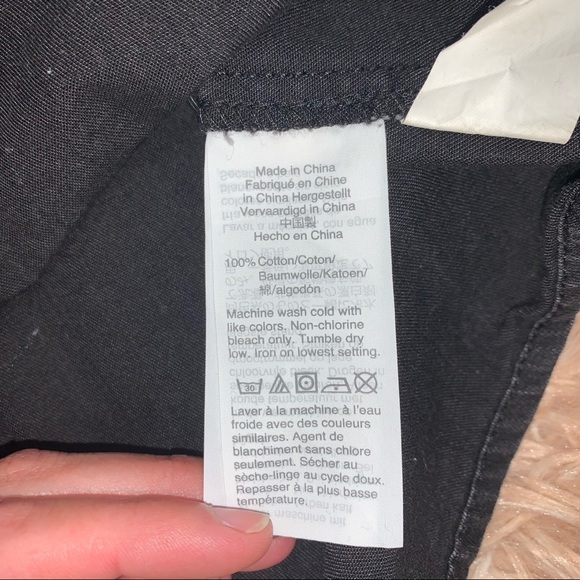 Made in China
Fabriqué en Chine
In China Hergestellt
Vervaardigd in China
中国製
Hecho en China
100% Cotton/Coton/
Baumwolle/Katoen/
綿/algodón
Machine wash cold with
like colors. Non-chlorine
bleach only. Tumble dry
low. Iron on lowest setting.
30
Laver à la machine à l'eau
froide avec des couleurs
similaires. Agent de
blanchiment sans chlore
seulement. Sécher au
sèche-linge au cycle doux.
Repasser à la plus basse
température.